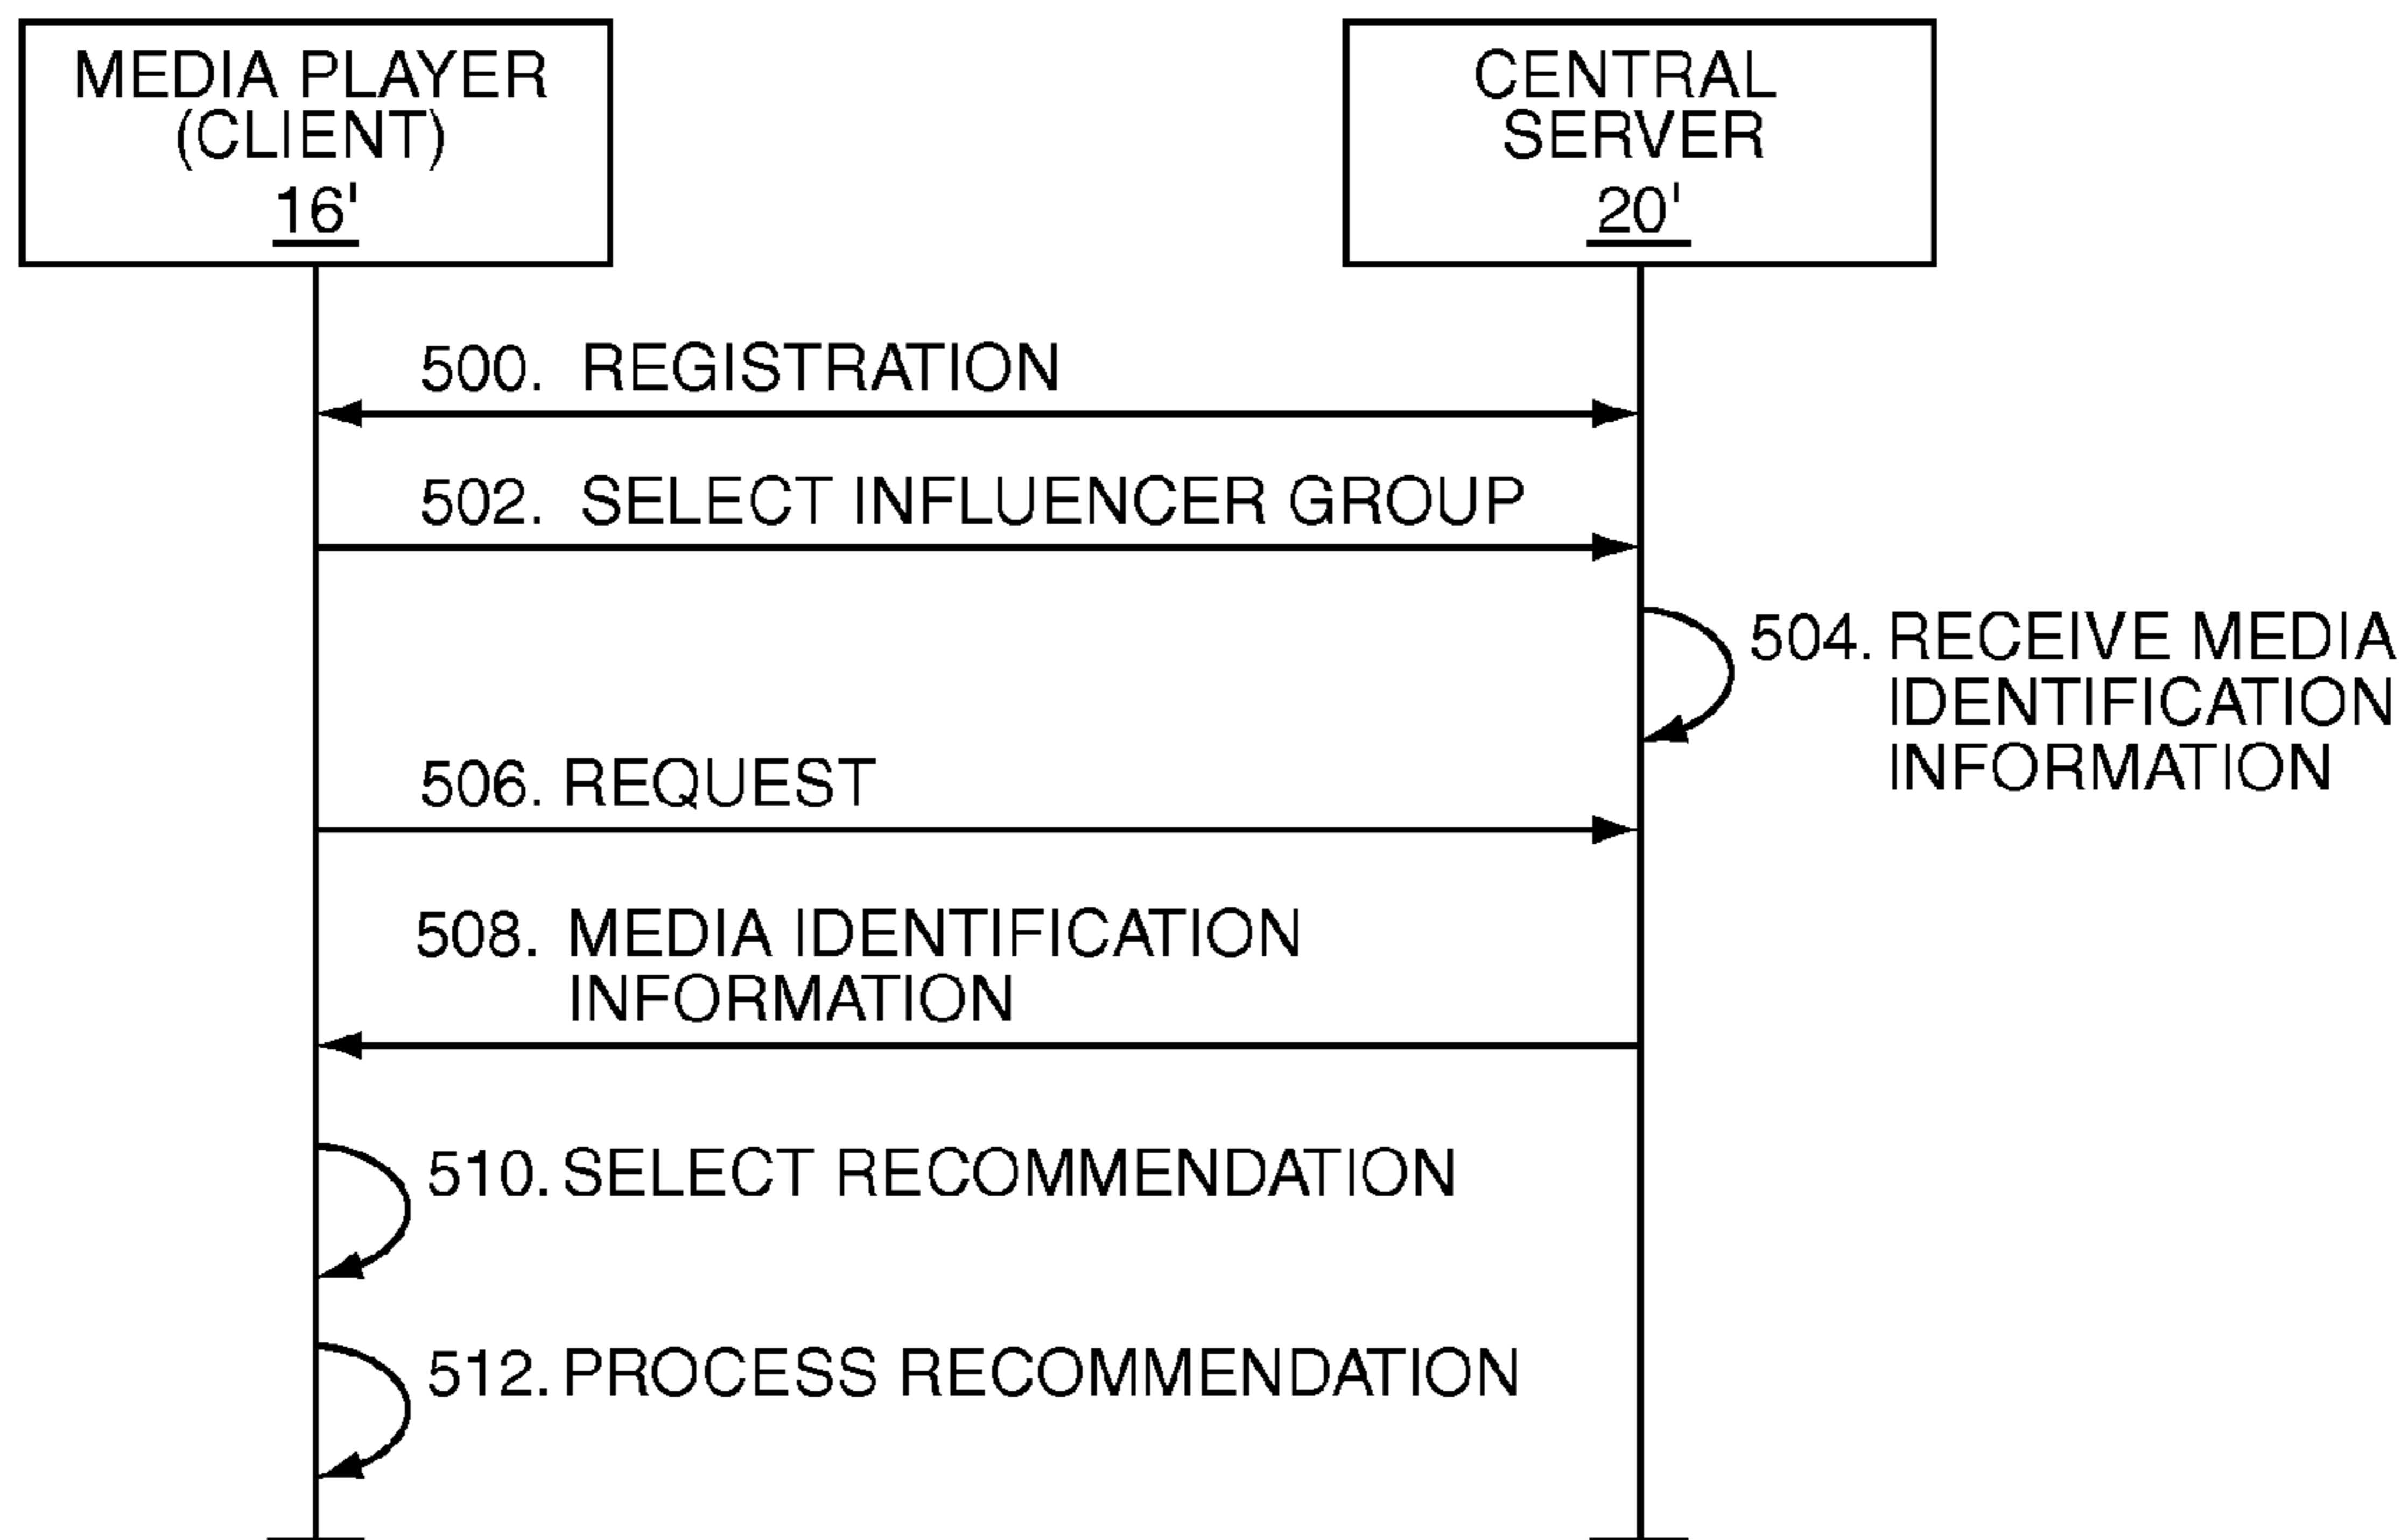 MEDIA PLAYER
(CLIENT)
16'
CENTRAL
SERVER
20'
500. REGISTRATION
502. SELECT INFLUENCER GROUP
504. RECEIVE MEDIA
IDENTIFICATION
INFORMATION
506. REQUEST
508. MEDIA IDENTIFICATION
INFORMATION
510. SELECT RECOMMENDATION
512. PROCESS RECOMMENDATION